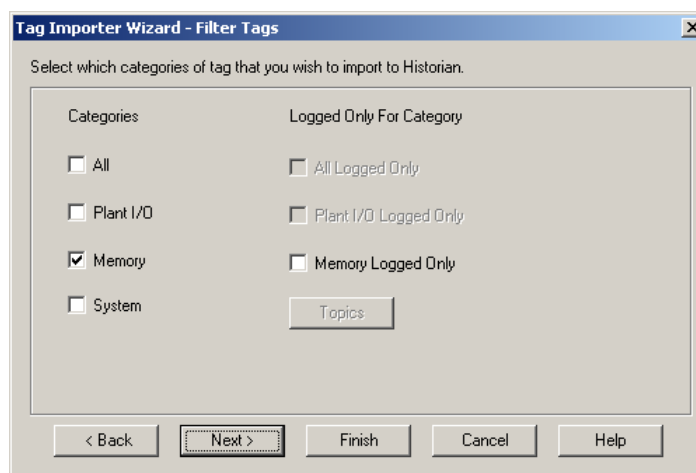 Tag Importer Wizard - Filter Tags
Select which categories of tag that you wish to import to Historian.
Categories Logged Only For Category
All All Logged Only
Plant I/O Plant I/O Logged Only
Memory Memory Logged Only
System Topics
< Back Next > Finish Cancel Help